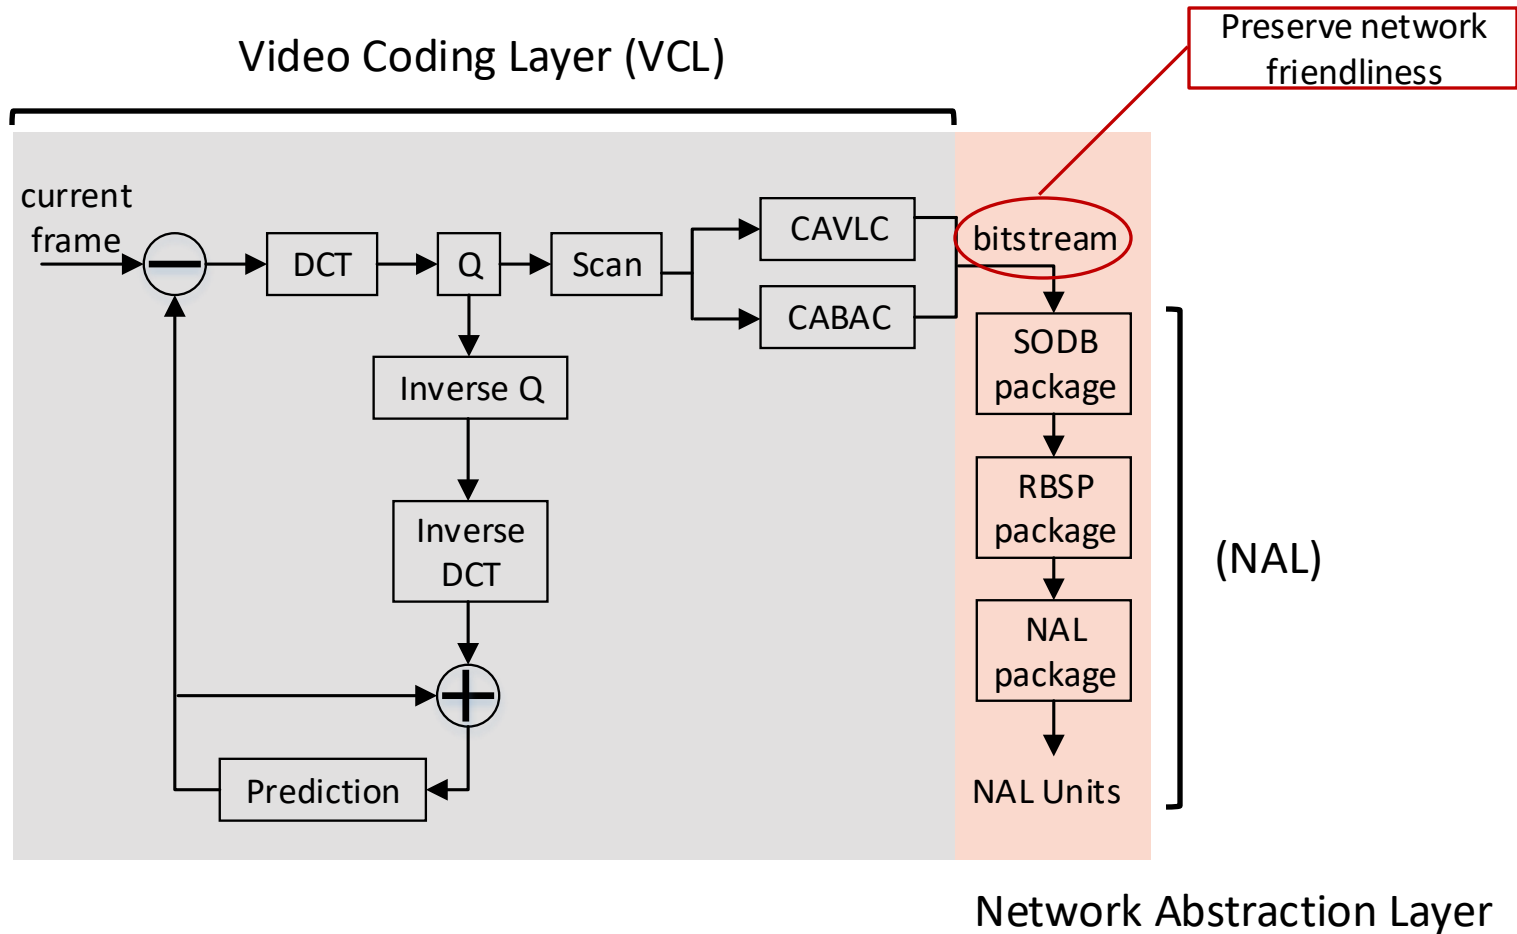 Preserve network
friendliness
Video Coding Layer (VCL)
current
frame
DCT
Q
Scan
CAVLC
CABAC
bitstream
Inverse Q
Inverse
DCT
Prediction
SODB
package
RBSP
package
NAL
package
NAL Units
(NAL)
Network Abstraction Layer